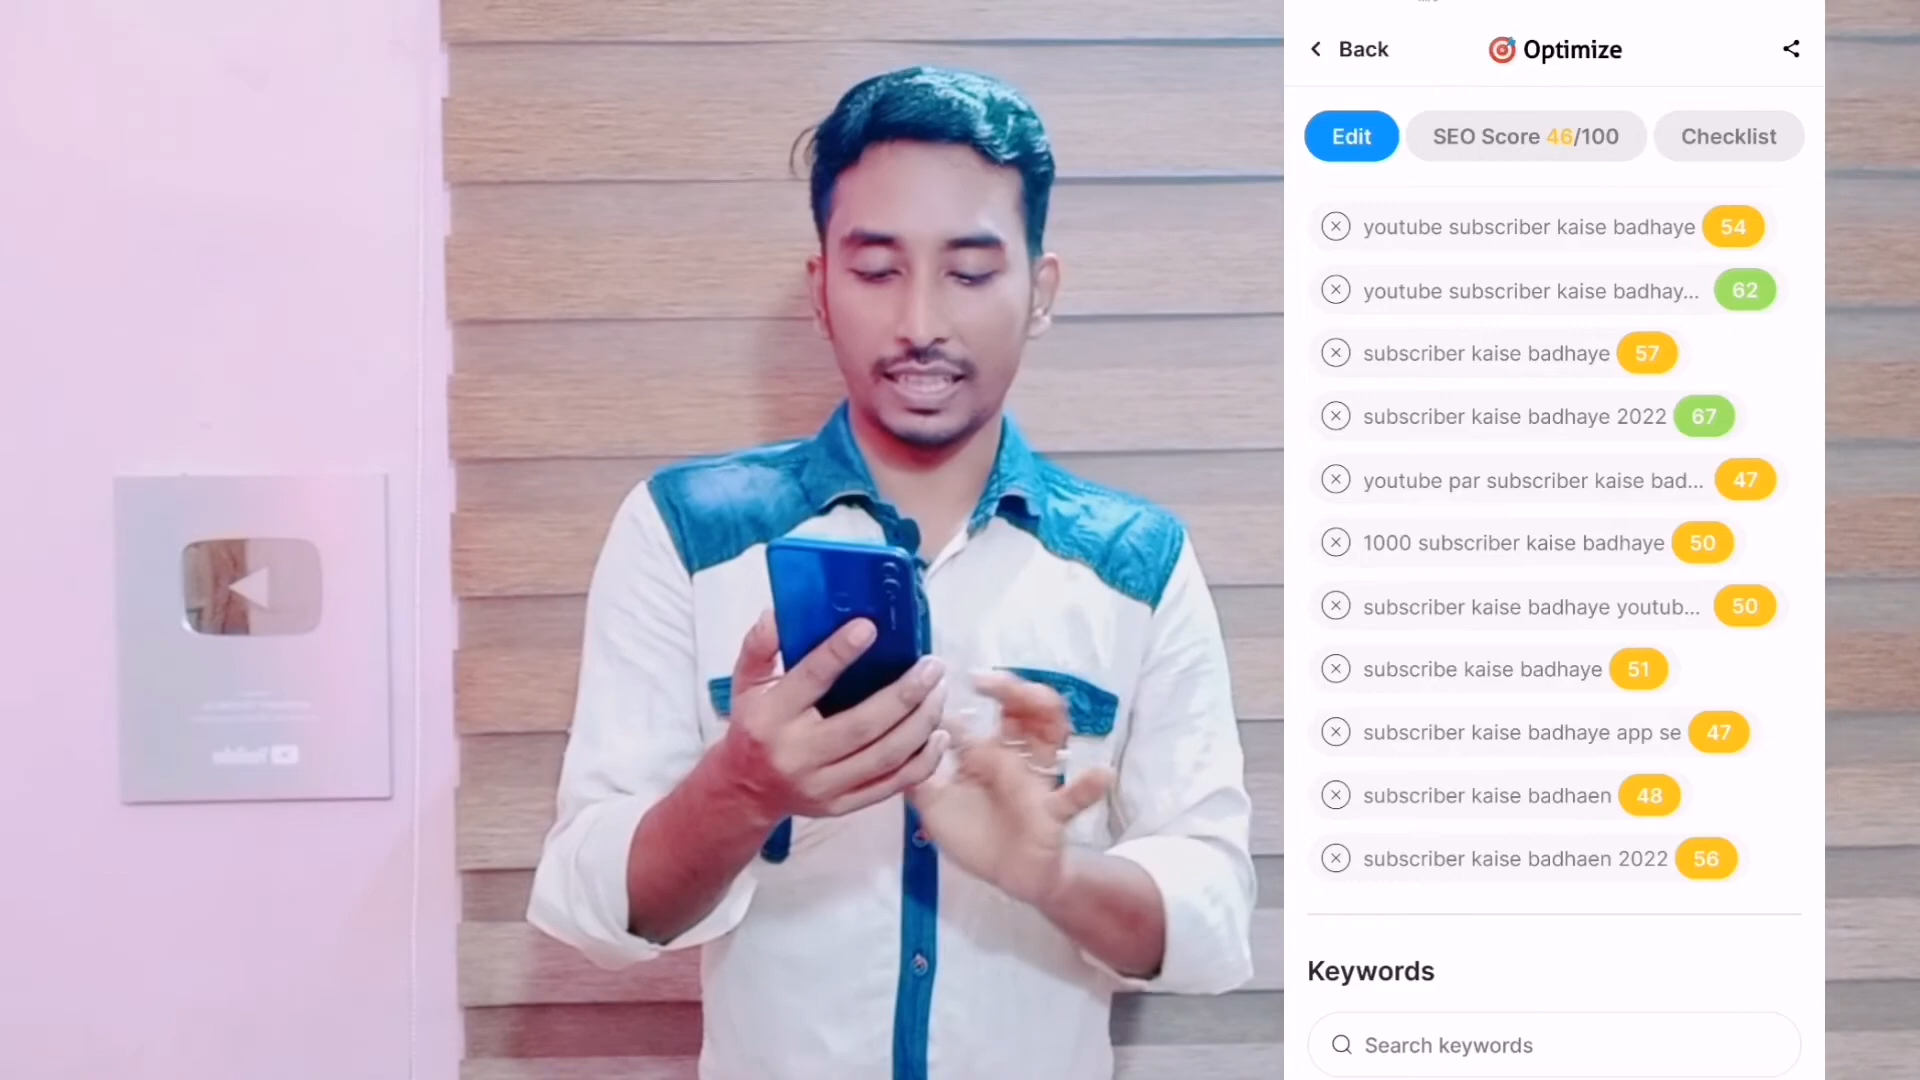 Back
Optimize
Edit
SEO Score 46/100
Checklist
youtube subscriber kaise badhaye 54
youtube subscriber kaise badhay... 62
subscriber kaise badhaye 57
subscriber kaise badhaye 2022 67
youtube par subscriber kaise bad... 47
1000 subscriber kaise badhaye 50
subscriber kaise badhaye youtub... 50
subscribe kaise badhaye 51
subscriber kaise badhaye app se 47
subscriber kaise badhaen 48
subscriber kaise badhaen 2022 56
Keywords
Search keywords